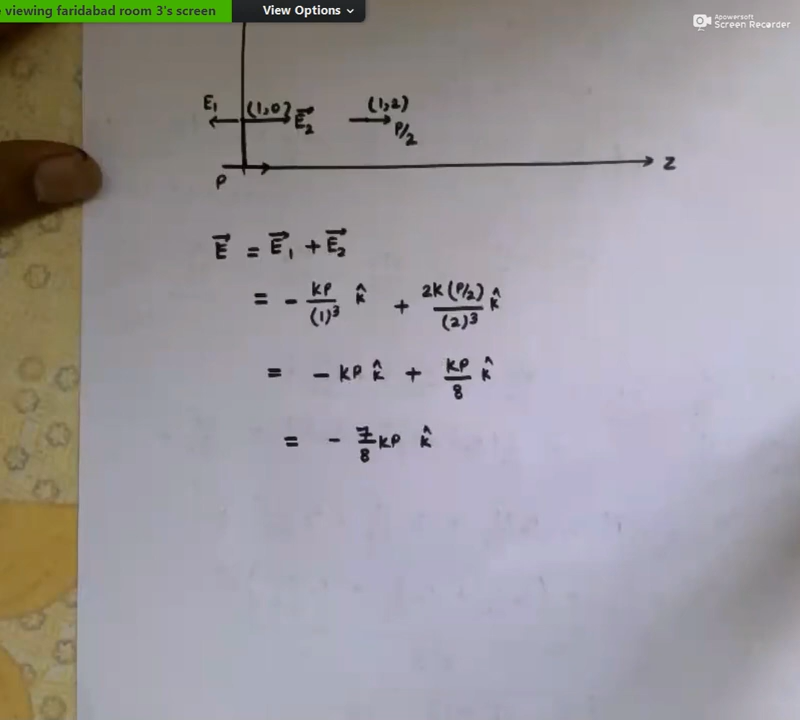 viewing faridabad room 3's screen
View Options
Apowersoft
Screen Recorder
E₁ (1,0) E⃗₂ (1,2)
P/2
P Z
E⃗ = E⃗₁ + E⃗₂
= - KP/(1)³ k̂ + 2K(P/2)/(2)³ k̂
= - KP k̂ + KP/8 k̂
= - 7/8 KP k̂